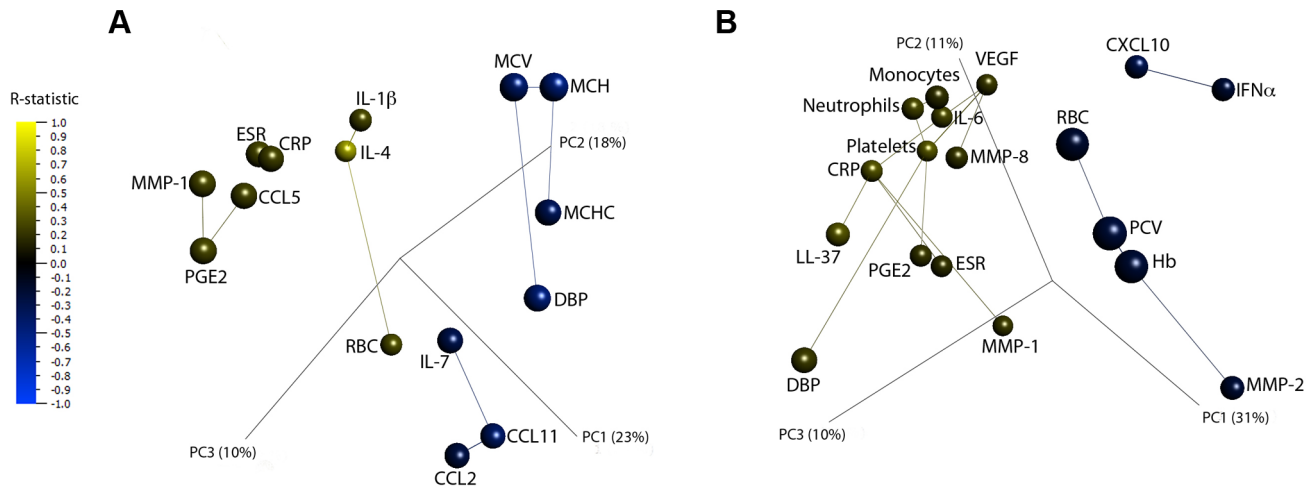 A
B
R-statistic
1.0
0.9
0.8
0.7
0.6
0.5
0.4
0.3
0.2
0.1
0.0
-0.1
-0.2
-0.3
-0.4
-0.5
-0.6
-0.7
-0.8
-0.9
-1.0
MCV
MCH
IL-1β
ESR
CRP
IL-4
PC2 (18%)
MMP-1
CCL5
MCHC
PGE2
DBP
RBC
IL-7
PC3 (10%)
CCL11
PC1 (23%)
CCL2
PC2 (11%)
VEGF
CXCL10
Monocytes
IFNα
Neutrophils
IL-6
RBC
Platelets
MMP-8
CRP
PCV
LL-37
PGE2
ESR
Hb
MMP-1
DBP
MMP-2
PC1 (31%)
PC3 (10%)